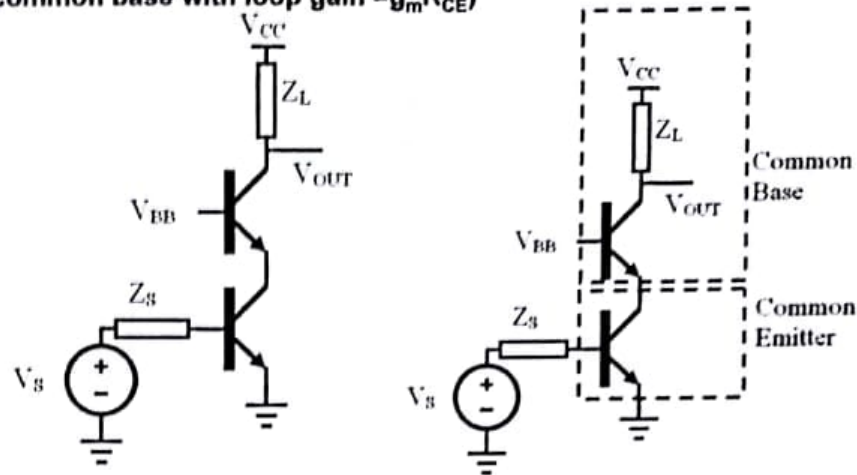 common base with loop gain =gmRCE)
VCC
ZL
VOUT
VBB
ZS
VS
+
-
VCC
ZL
VOUT
VBB
Common
Base
ZS
Common
Emitter
VS
+
-